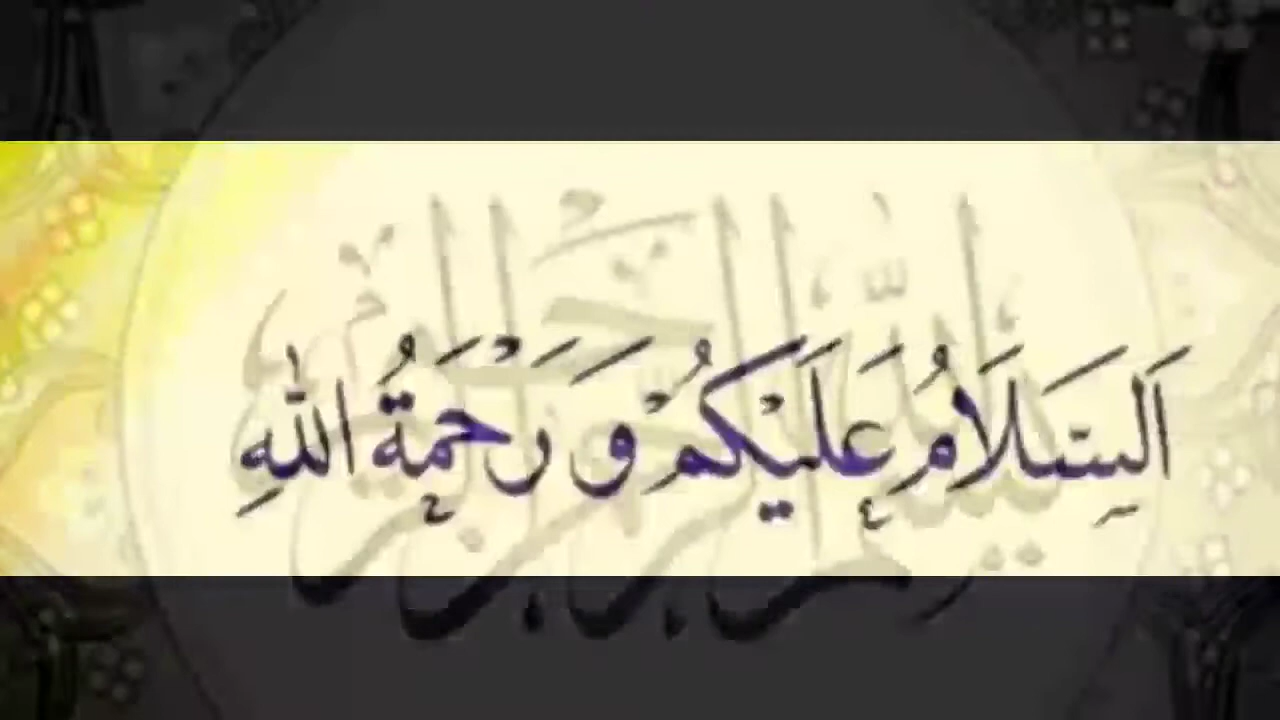 اَلسَّلَامُ عَلَيْكُمْ وَ رَحْمَةُ اللهِ